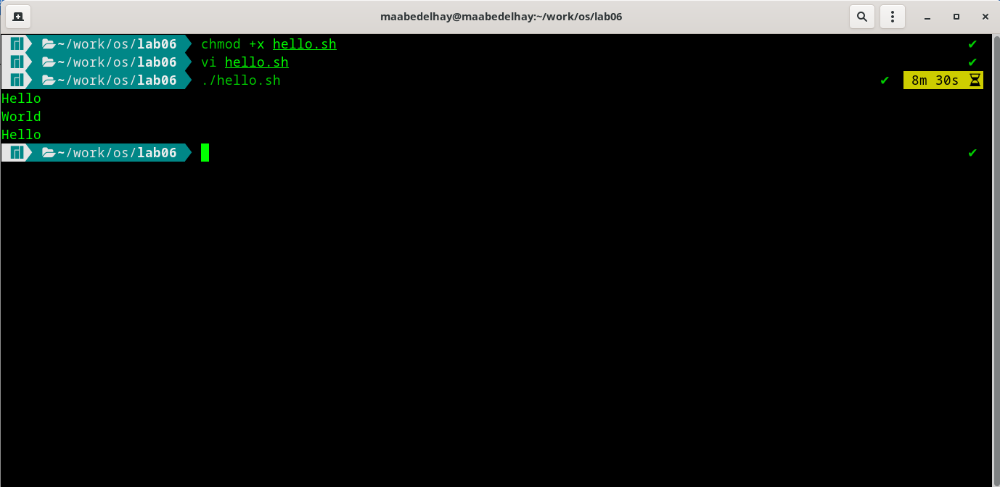 maabedelhay@maabedelhay:~/work/os/lab06
~/work/os/lab06 chmod +x hello.sh ✔
~/work/os/lab06 vi hello.sh ✔
~/work/os/lab06 ./hello.sh ✔ 8m 30s
Hello
World
Hello
~/work/os/lab06 ✔